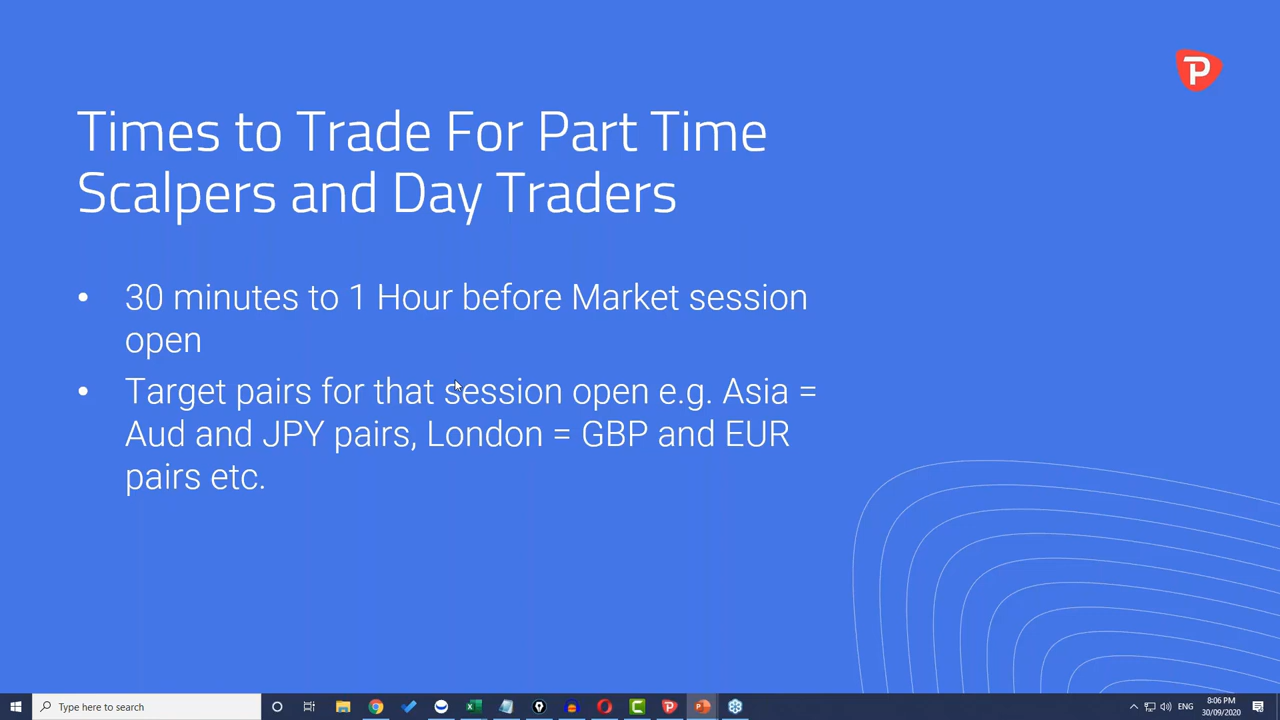 P
Times to Trade For Part Time
Scalpers and Day Traders
• 30 minutes to 1 Hour before Market session
open
• Target pairs for that session open e.g. Asia =
Aud and JPY pairs, London = GBP and EUR
pairs etc.
Type here to search
ENG
8:06 PM
30/09/2020